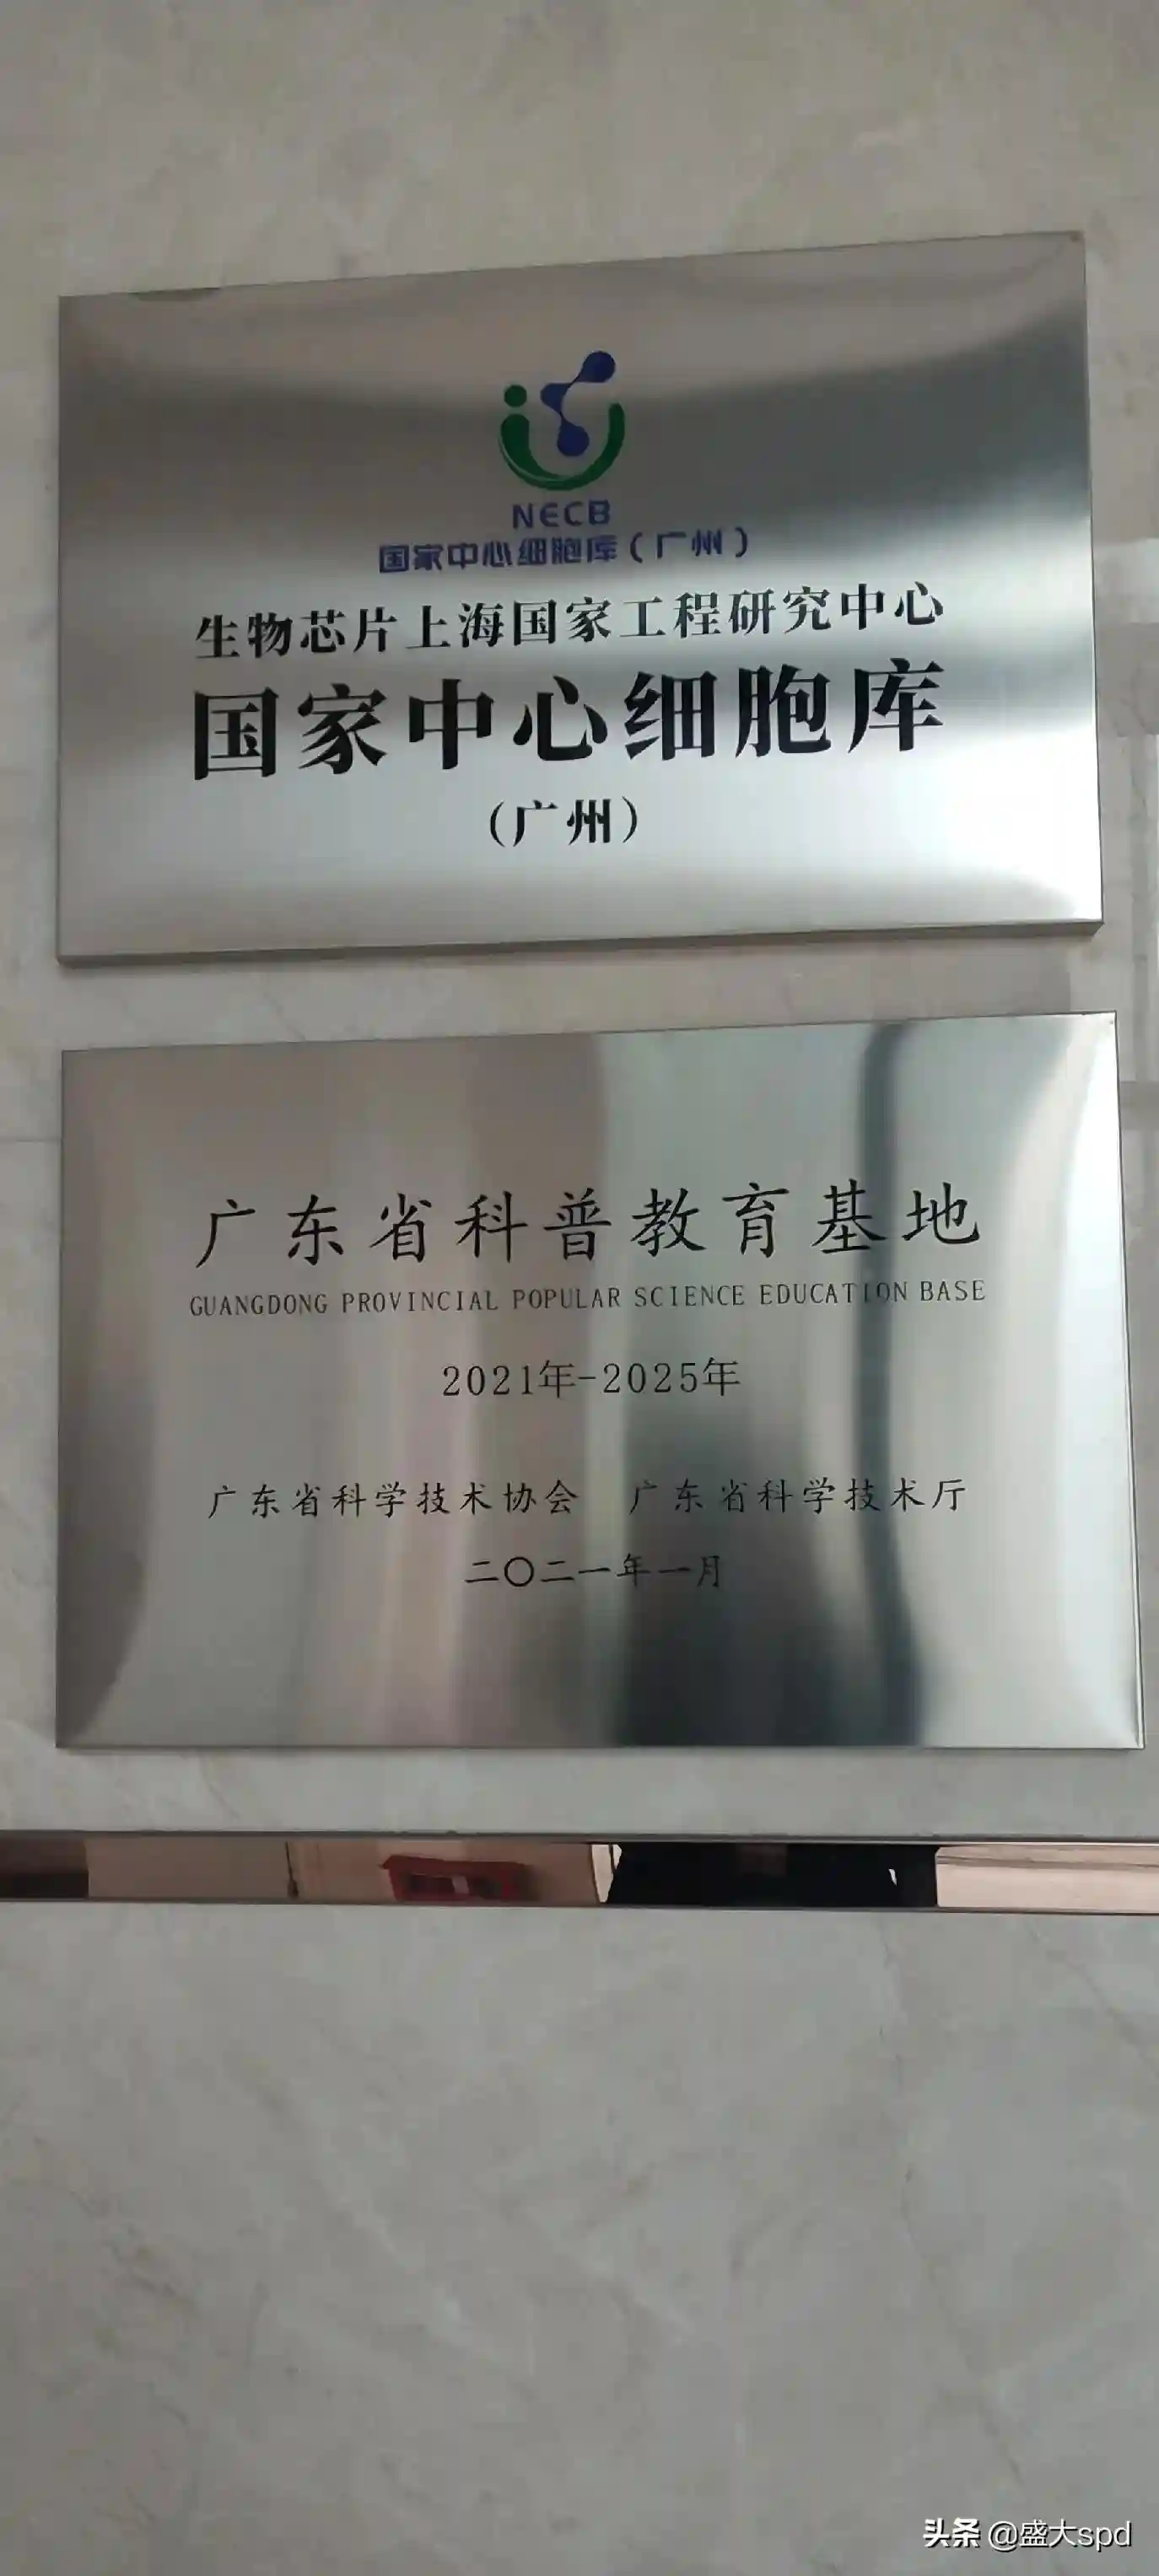 NECB
国家中心细胞库（广州）
生物芯片上海国家工程研究中心
国家中心细胞库
（广州）
广东省科普教育基地
GUANGDONG PROVINCIAL POPULAR SCIENCE EDUCATION BASE
2021年-2025年
广东省科学技术协会 广东省科学技术厅
二〇二一年一月
头条 @盛大spd